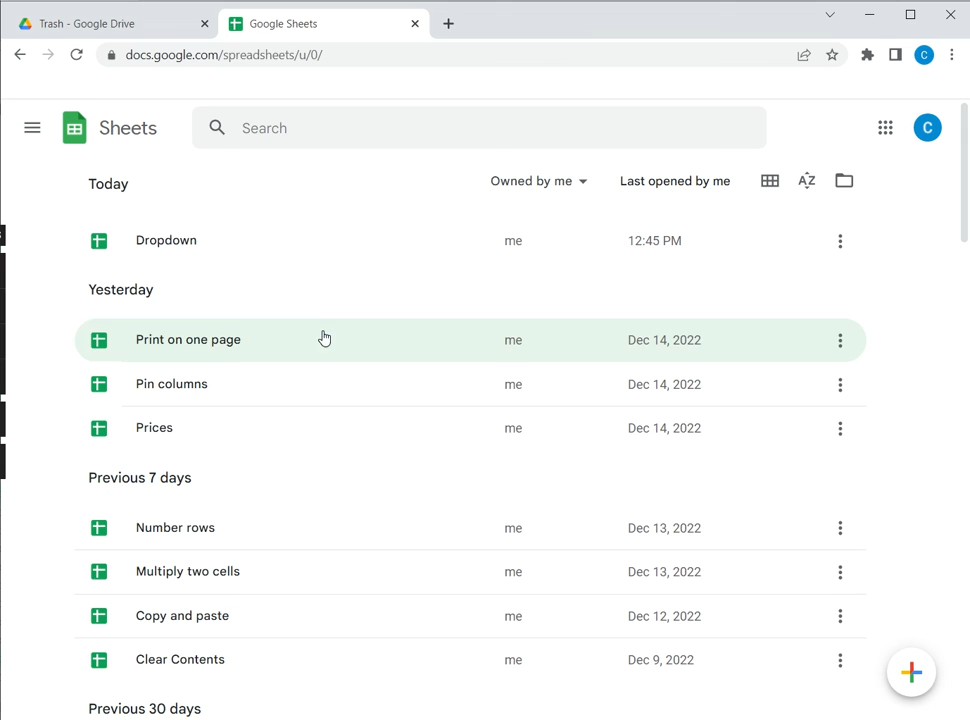 Trash - Google Drive
Google Sheets
docs.google.com/spreadsheets/u/0/
C
Sheets
Search
C
Today
Owned by me
Last opened by me
AZ
Dropdown me 12:45 PM
Yesterday
Print on one page me Dec 14, 2022
Pin columns me Dec 14, 2022
Prices me Dec 14, 2022
Previous 7 days
Number rows me Dec 13, 2022
Multiply two cells me Dec 13, 2022
Copy and paste me Dec 12, 2022
Clear Contents me Dec 9, 2022
Previous 30 days